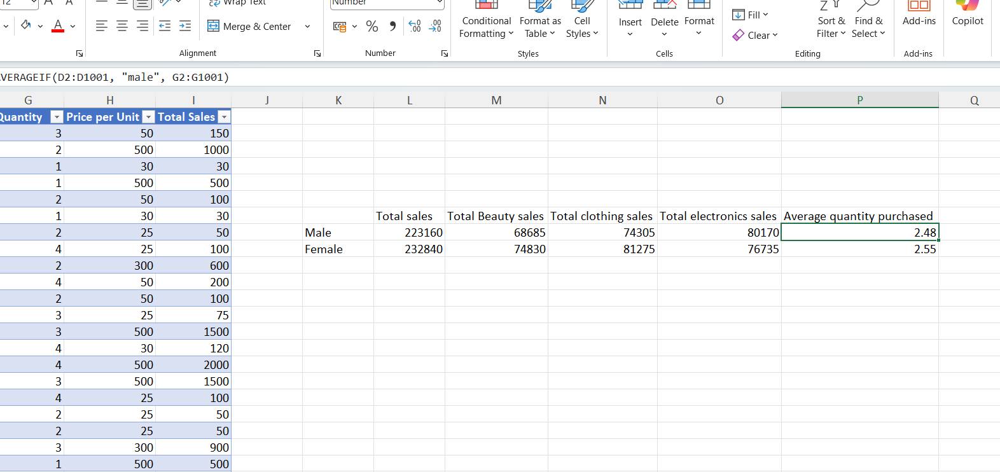 12 A A Wrap Text Number
Merge & Center
% , .00
Conditional Formatting Format as Table Cell Styles Insert Delete Format Fill Clear Sort & Filter Find & Select Add-ins Copilot
Alignment Number Styles Cells Editing Add-ins
VERAGEIF(D2:D1001, "male", G2:G1001)
G H I J K L M N O P Q
Quantity Price per Unit Total Sales
3 50 150
2 500 1000
1 30 30
1 500 500
2 50 100
1 30 30 Total sales Total Beauty sales Total clothing sales Total electronics sales Average quantity purchased
2 25 50 Male 223160 68685 74305 80170 2.48
4 25 100 Female 232840 74830 81275 76735 2.55
2 300 600
4 50 200
2 50 100
3 25 75
3 500 1500
4 30 120
4 500 2000
3 500 1500
4 25 100
2 25 50
2 25 50
3 300 900
1 500 500